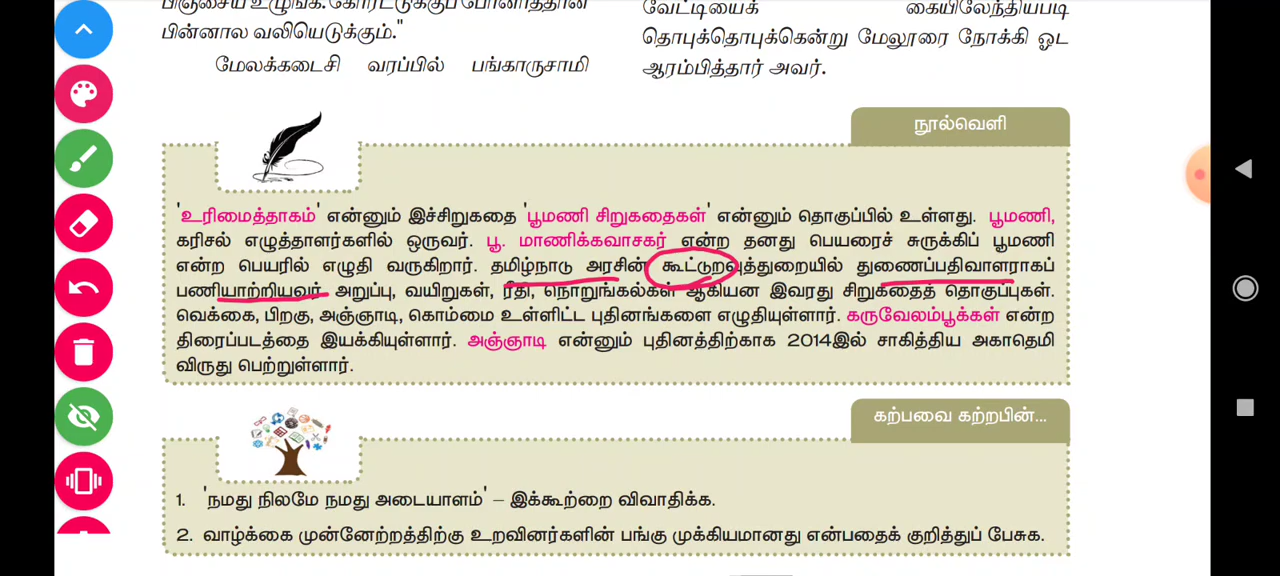 பின்னால வலியெடுக்கும்."
மேலக்கடைசி வரப்பில் பங்காருசாமி
வேட்டியைக் கையிலேந்தியபடி
தொபுக்தொபுக்கென்று மேலூரை நோக்கி ஓட
ஆரம்பித்தார் அவர்.
நூல்வெளி
'உரிமைத்தாகம்' என்னும் இச்சிறுகதை 'பூமணி சிறுகதைகள்' என்னும் தொகுப்பில் உள்ளது. பூமணி,
கரிசல் எழுத்தாளர்களில் ஒருவர். பூ. மாணிக்கவாசகர் என்ற தனது பெயரைச் சுருக்கிப் பூமணி
என்ற பெயரில் எழுதி வருகிறார். தமிழ்நாடு அரசின் கூட்டுறவுத்துறையில் துணைப்பதிவாளராகப்
பணியாற்றியவர். அறுப்பு, வயிறுகள், ரீதி, நொறுங்கல்கள் ஆகியன இவரது சிறுகதைத் தொகுப்புகள்.
வெக்கை, பிறகு, அஞ்ஞாடி, கொம்மை உள்ளிட்ட புதினங்களை எழுதியுள்ளார். கருவேலம்பூக்கள் என்ற
திரைப்படத்தை இயக்கியுள்ளார். அஞ்ஞாடி என்னும் புதினத்திற்காக 2014இல் சாகித்திய அகாதெமி
விருது பெற்றுள்ளார்.
கற்பவை கற்றபின்...
1. 'நமது நிலமே நமது அடையாளம்' – இக்கூற்றை விவாதிக்க.
2. வாழ்க்கை முன்னேற்றத்திற்கு உறவினர்களின் பங்கு முக்கியமானது என்பதைக் குறித்துப் பேசுக.